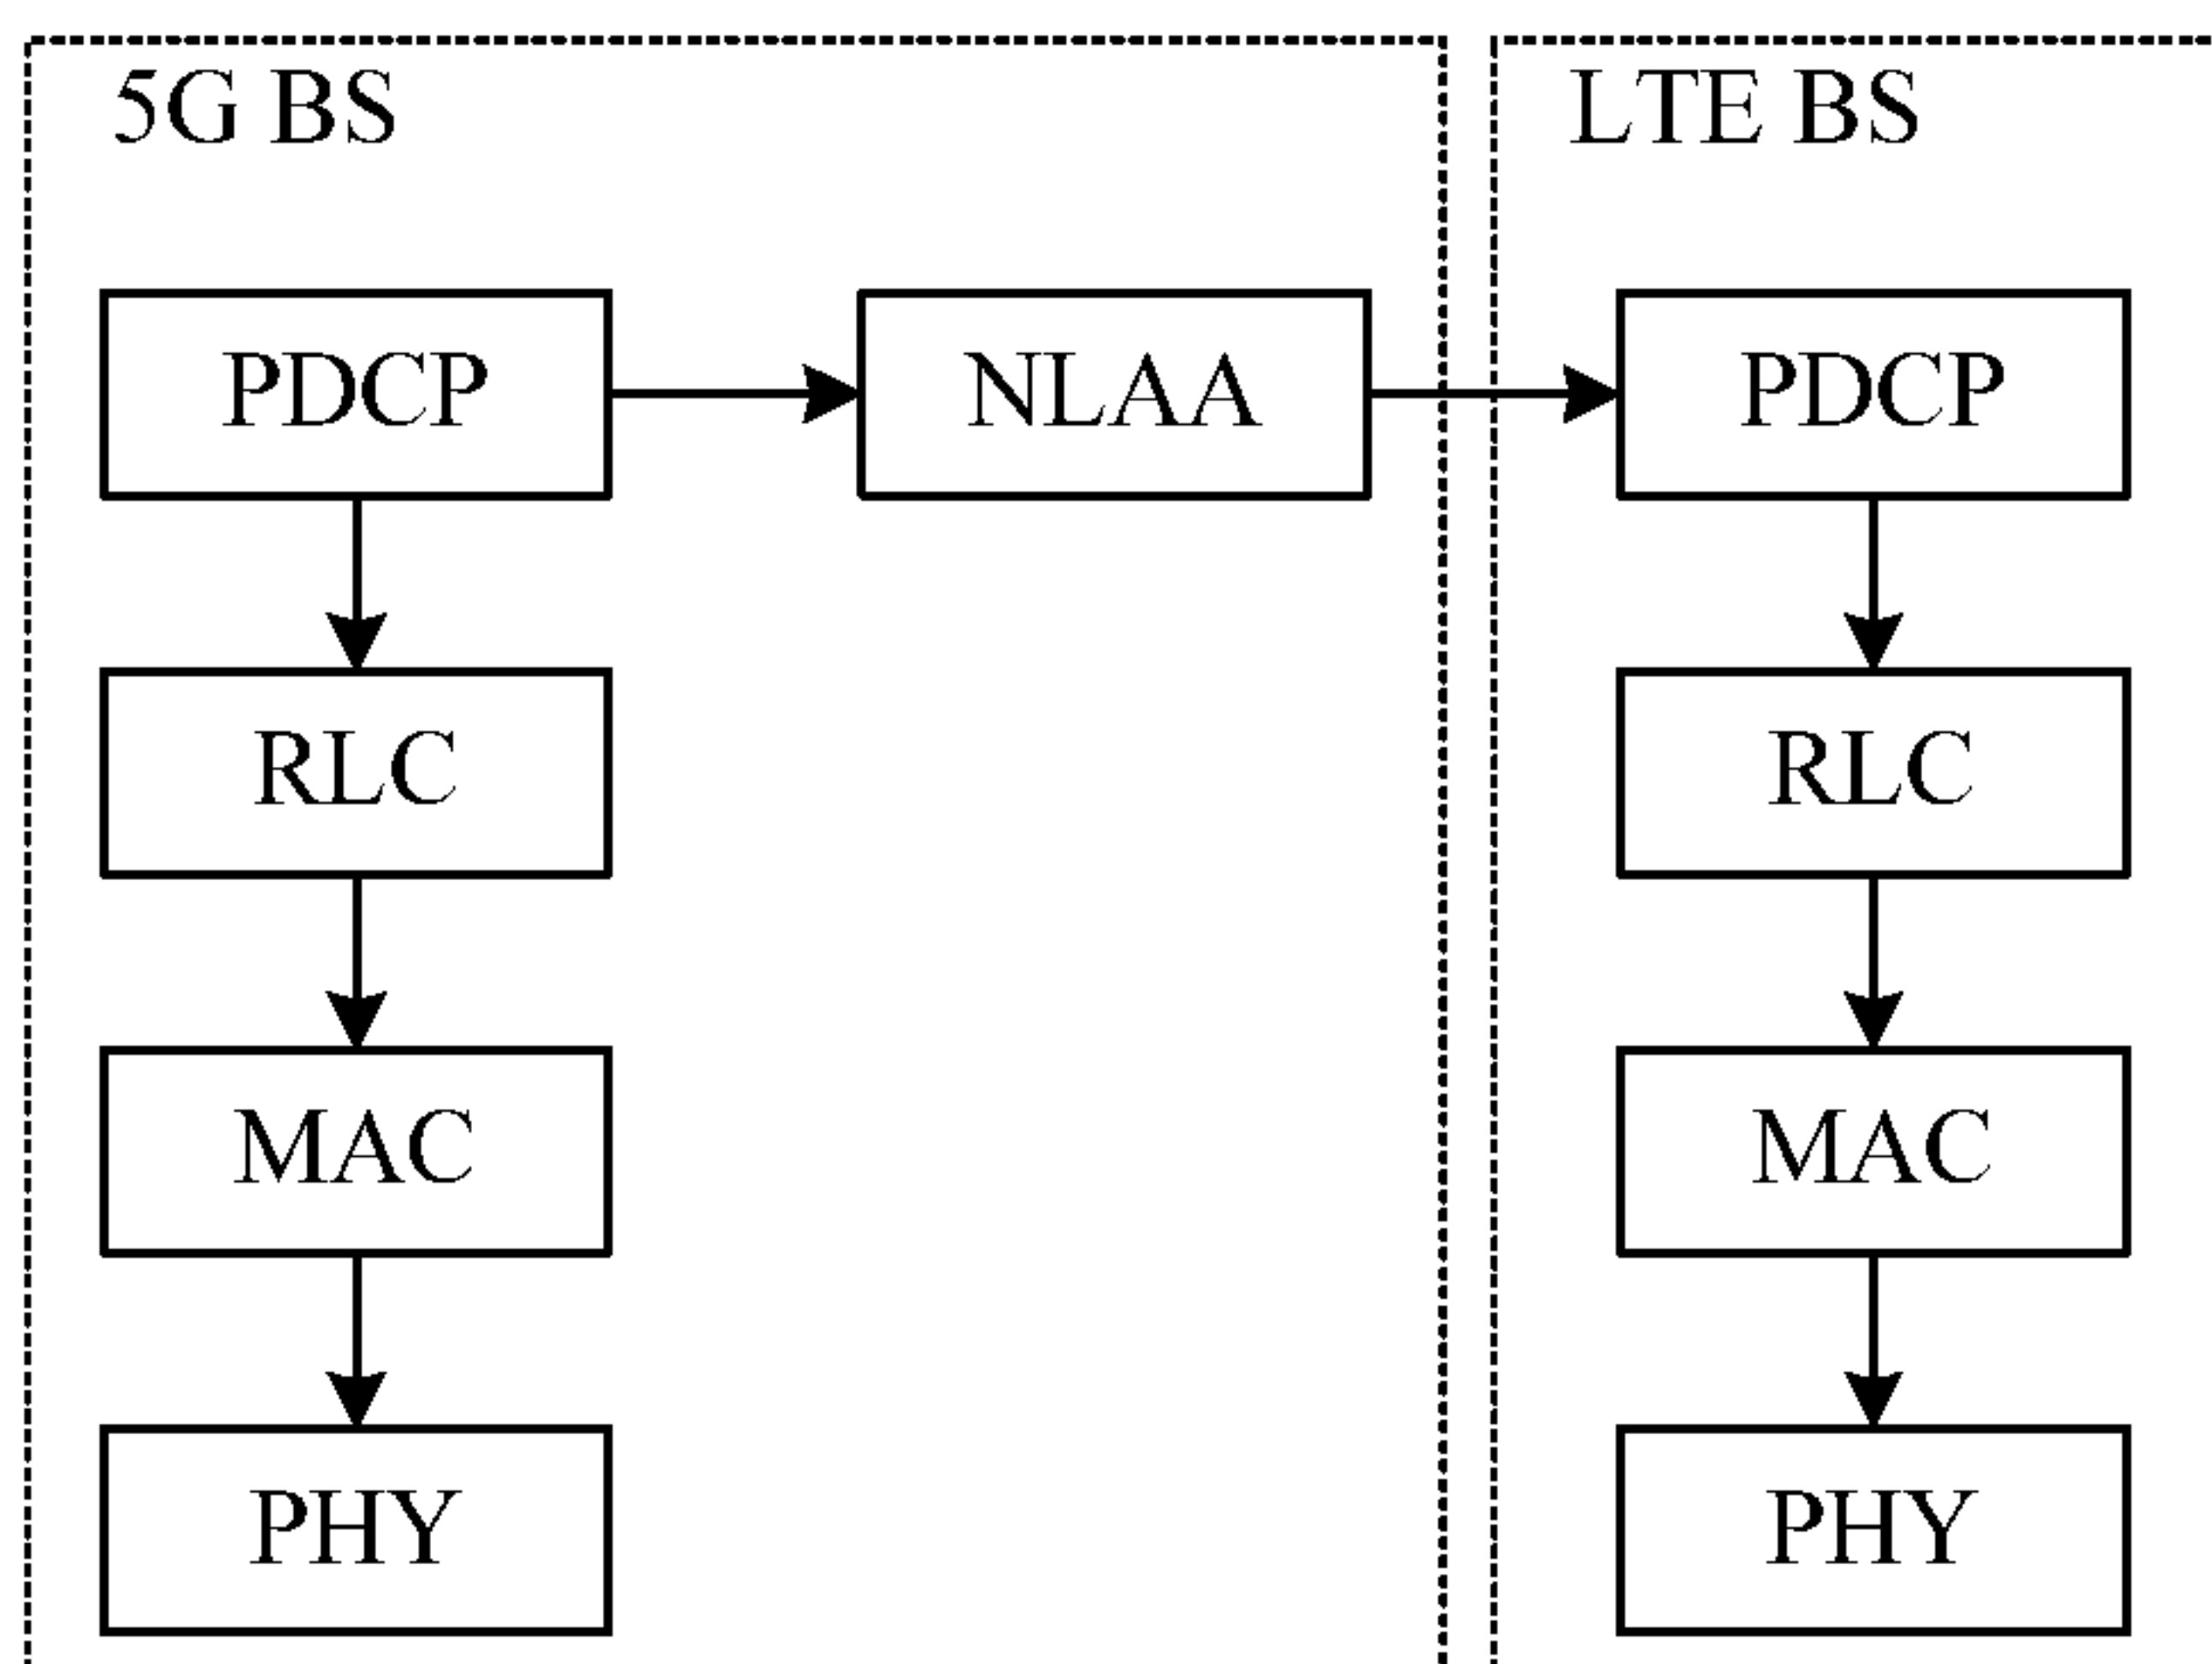 5G BS
LTE BS
PDCP
NLAA
PDCP
RLC
RLC
MAC
MAC
PHY
PHY